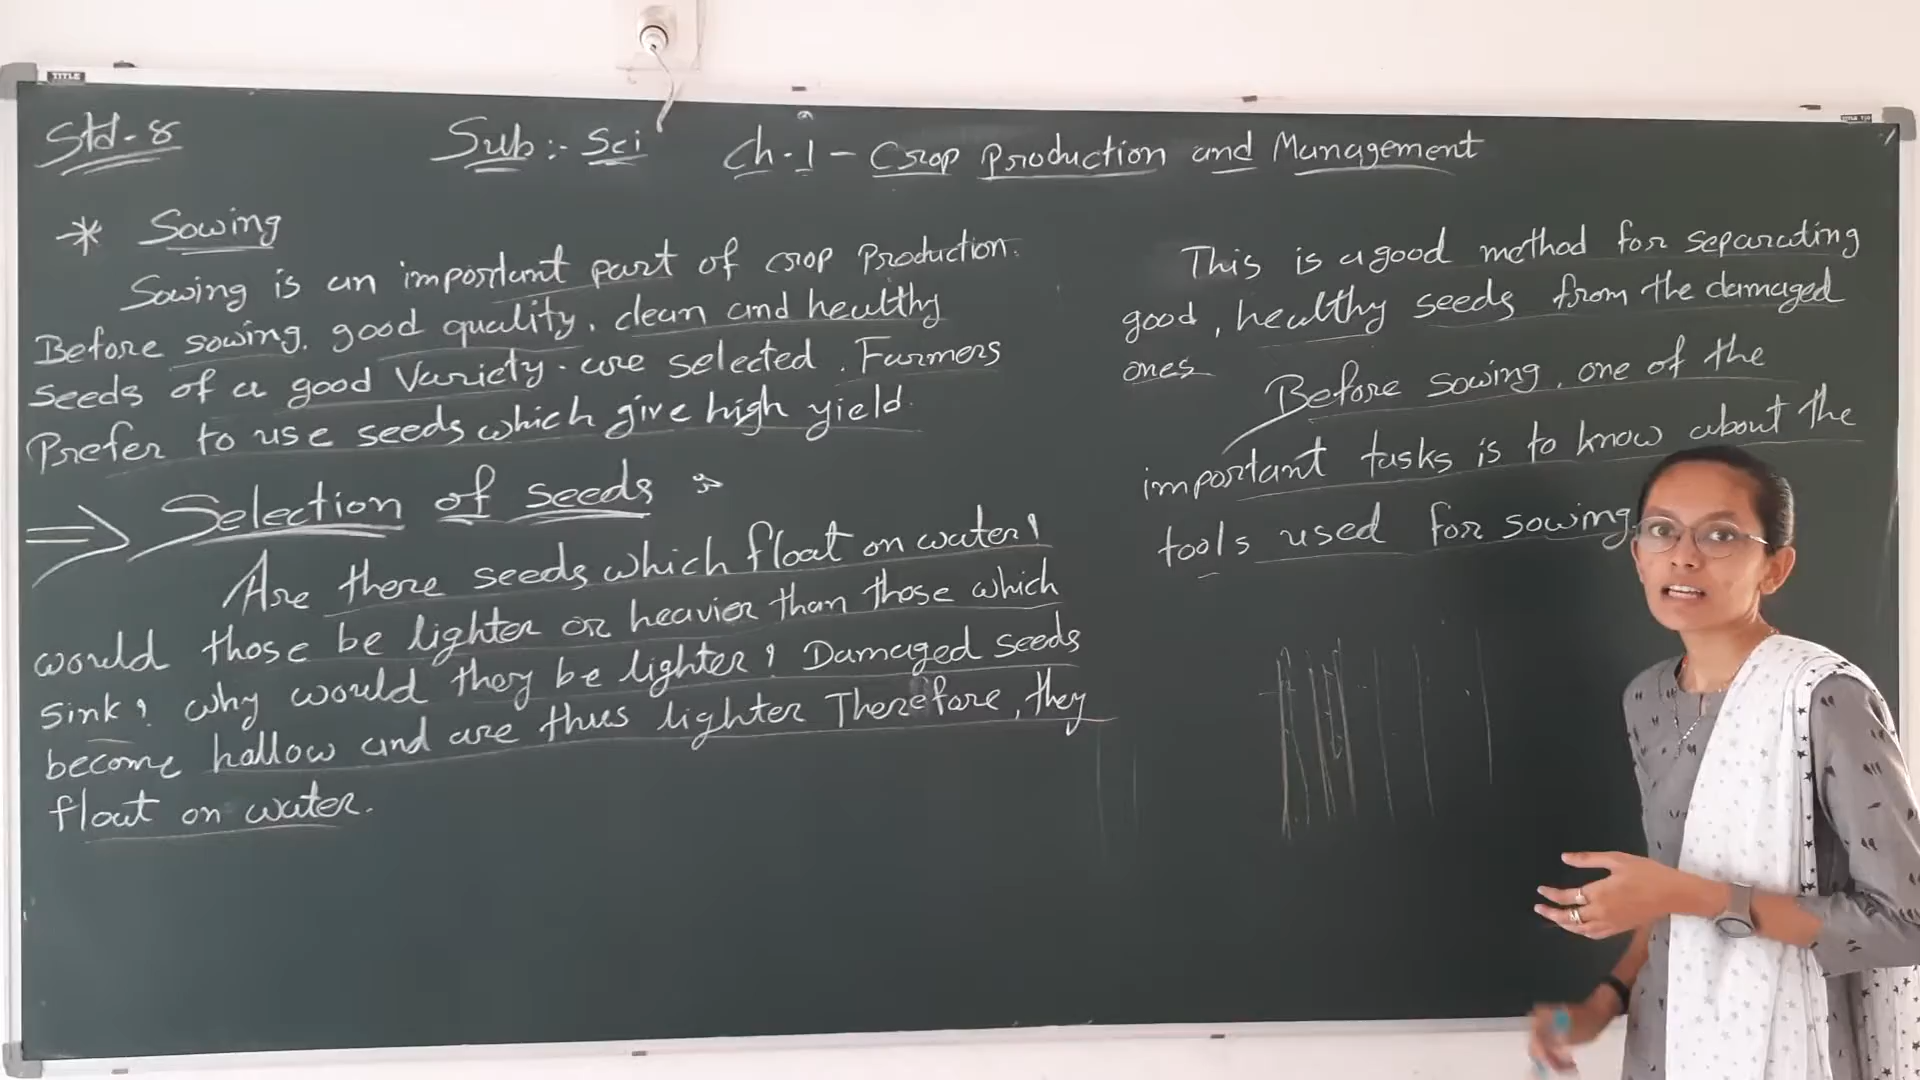 TITLE
Std-8
Sub:- Sci
Ch.1 - Crop Production and Management
* Sowing
Sowing is an important part of crop Production.
Before sowing, good quality, clean and healthy
seeds of a good Variety. are selected. Farmers
Prefer to use seeds which give high yield.
⇒ Selection of seeds :-
Are there seeds which float on water?
would those be lighter or heavier than those which
sink? why would they be lighter? Damaged seeds
become hallow and are thus lighter Therefore, they
float on water.
This is a good method for separating
good, healthy seeds from the damaged
ones
Before sowing, one of the
important tasks is to know about the
tools used for sowing